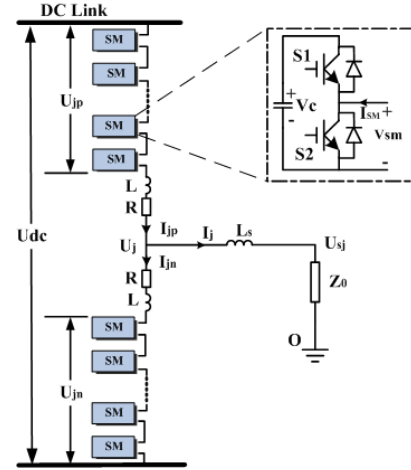 DC Link
SM
SM
SM
SM
Ujp
L
R
Udc
S1
Vc
+
-
S2
ISM
+
Vsm
-
Ijp
Uj
Ij
Ls
Usj
Ijn
R
L
Z0
O
SM
SM
SM
SM
Ujn